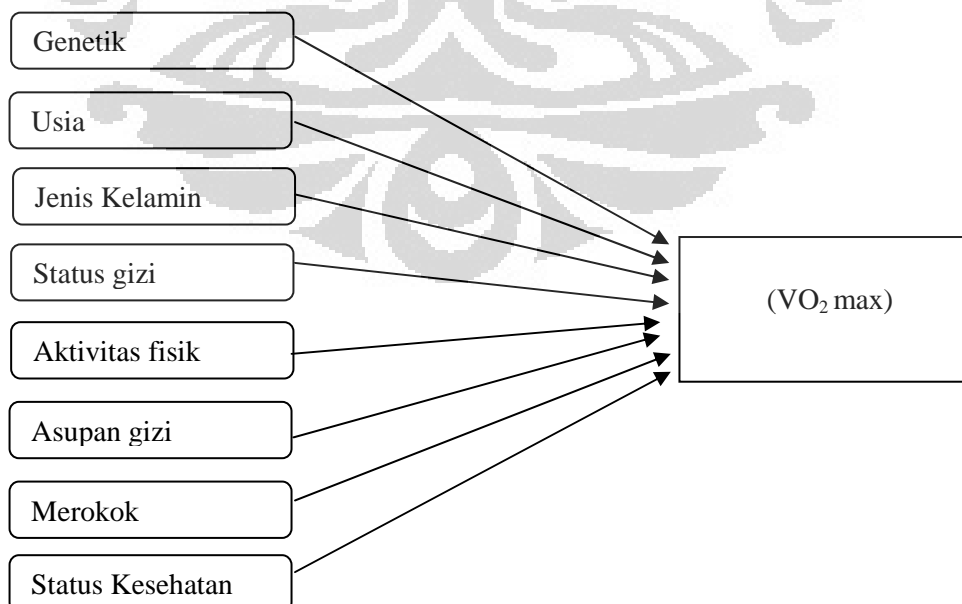 Genetik
Usia
Jenis Kelamin
Status gizi
(VO₂ max)
Aktivitas fisik
Asupan gizi
Merokok
Status Kesehatan